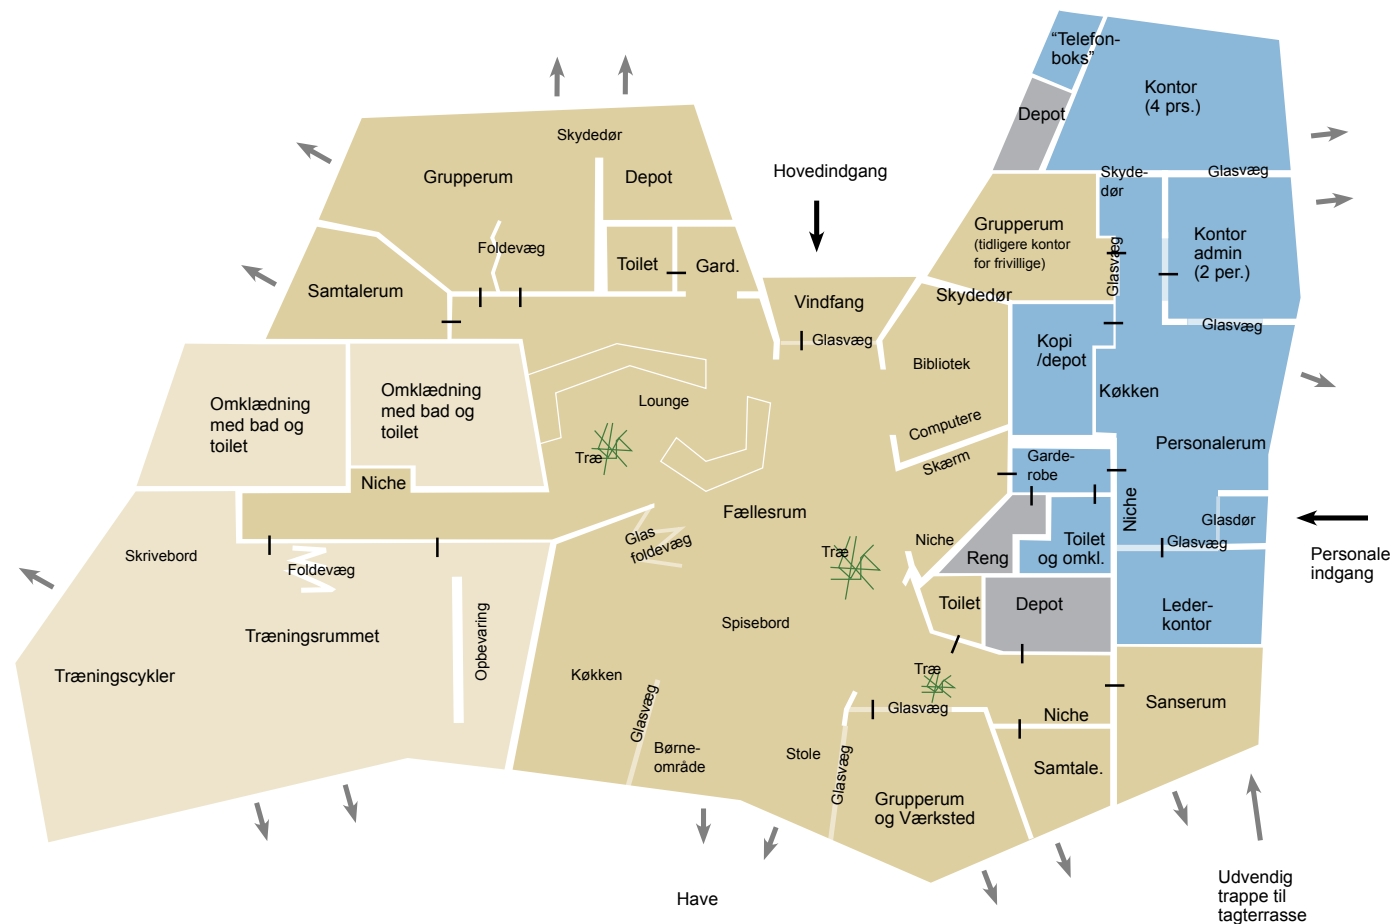 “Telefon-
boks”
Kontor
(4 prs.)
Depot
Skydedør
Hovedindgang
Grupperum
Depot
Skyde-
dør
Glasvæg
Grupperum
(tidligere kontor
for frivillige)
Kontor
admin
(2 per.)
Foldevæg
Toilet
Gard.
Glasvæg
Samtalerum
Vindfang
Skydedør
Glasvæg
Glasvæg
Kopi
/depot
Bibliotek
Køkken
Omklædning
med bad og
toilet
Omklædning
med bad og
toilet
Lounge
Computere
Personalerum
Træ
Skærm
Garde-
robe
Niche
Fællesrum
Niche
Glasdør
Glas
foldevæg
Niche
Træ
Reng
Toilet
og omkl.
Glasvæg
Personale
indgang
Skrivebord
Foldevæg
Toilet
Depot
Leder-
kontor
Træningsrummet
Opbevaring
Spisebord
Træningscykler
Køkken
Træ
Glasvæg
Glasvæg
Niche
Sanserum
Børne-
område
Stole
Glasvæg
Samtale.
Grupperum
og Værksted
Have
Udvendig
trappe til
tagterrasse